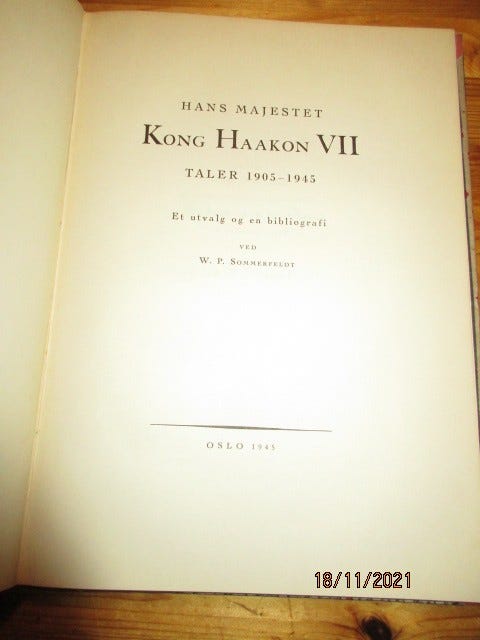 HANS MAJESTET
KONG HAAKON VII
TALER 1905–1945
Et utvalg og en bibliografi
VED
W. P. SOMMERFELDT
OSLO 1945
18/11/2021